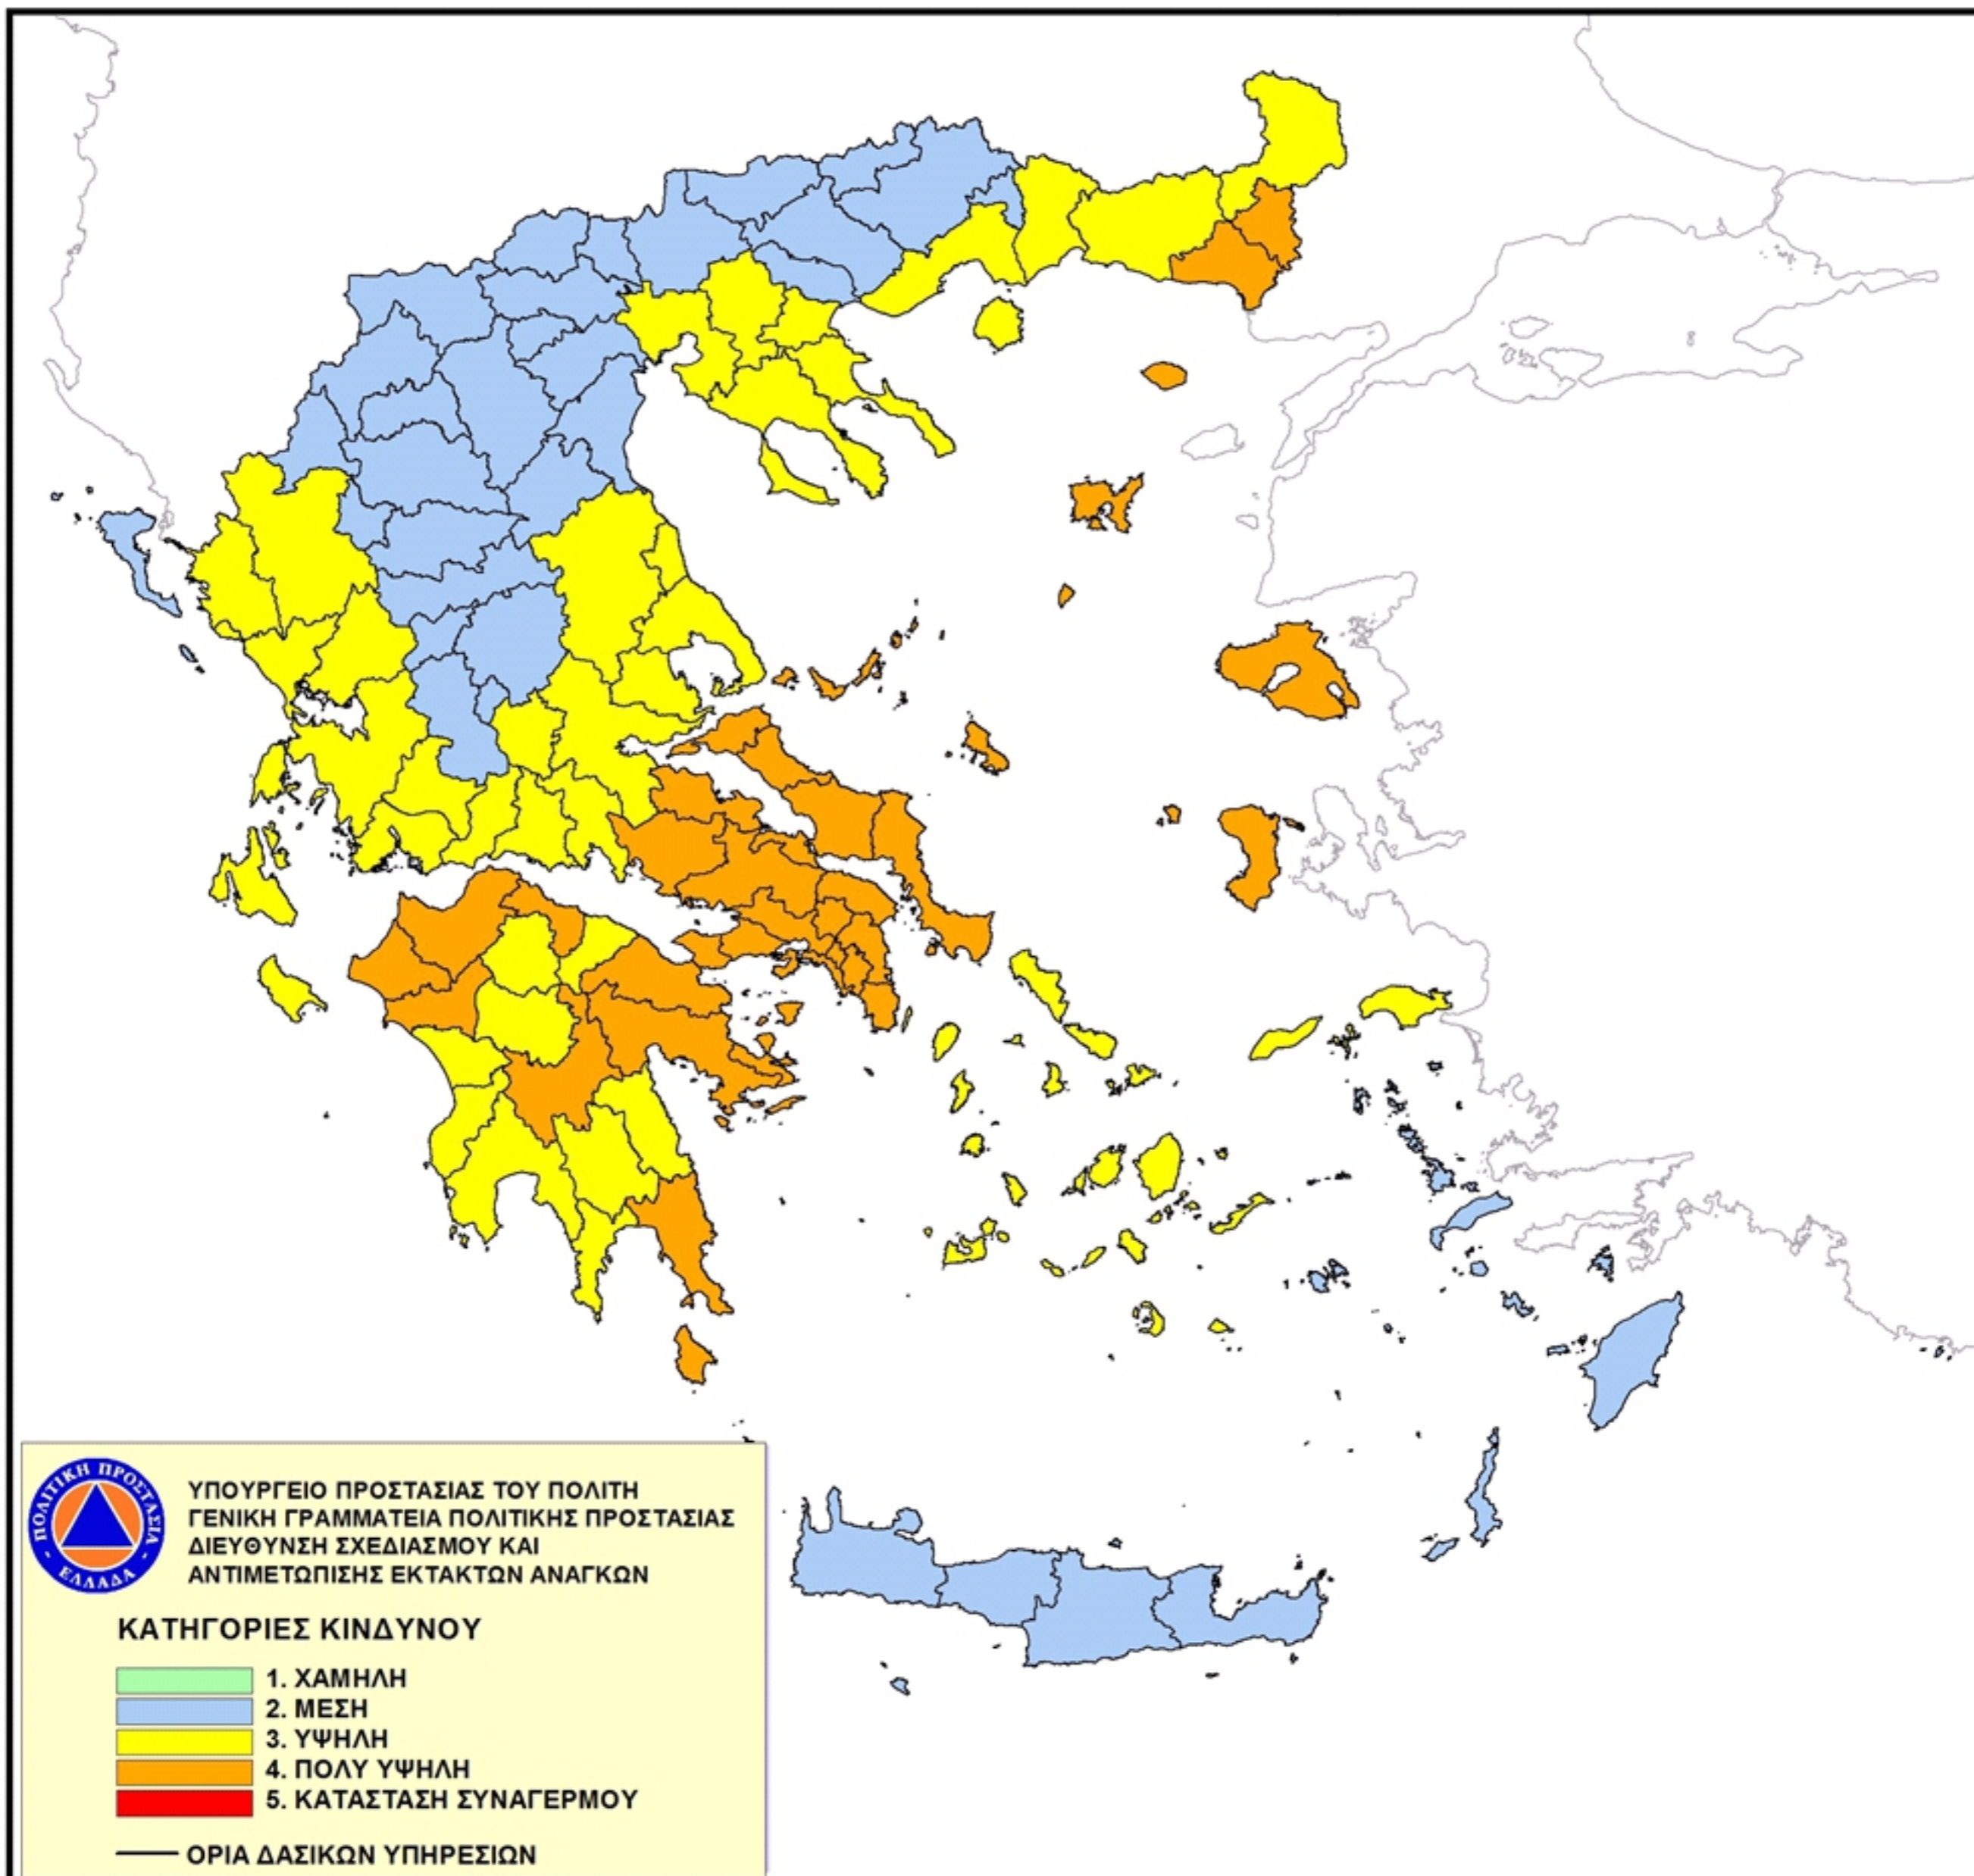 ΠΟΛΙΤΙΚΗ ΠΡΟΣΤΑΣΙΑ
ΕΛΛΑΔΑ
ΥΠΟΥΡΓΕΙΟ ΠΡΟΣΤΑΣΙΑΣ ΤΟΥ ΠΟΛΙΤΗ
ΓΕΝΙΚΗ ΓΡΑΜΜΑΤΕΙΑ ΠΟΛΙΤΙΚΗΣ ΠΡΟΣΤΑΣΙΑΣ
ΔΙΕΥΘΥΝΣΗ ΣΧΕΔΙΑΣΜΟΥ ΚΑΙ
ΑΝΤΙΜΕΤΩΠΙΣΗΣ ΕΚΤΑΚΤΩΝ ΑΝΑΓΚΩΝ
ΚΑΤΗΓΟΡΙΕΣ ΚΙΝΔΥΝΟΥ
1. ΧΑΜΗΛΗ
2. ΜΕΣΗ
3. ΥΨΗΛΗ
4. ΠΟΛΥ ΥΨΗΛΗ
5. ΚΑΤΑΣΤΑΣΗ ΣΥΝΑΓΕΡΜΟΥ
ΟΡΙΑ ΔΑΣΙΚΩΝ ΥΠΗΡΕΣΙΩΝ